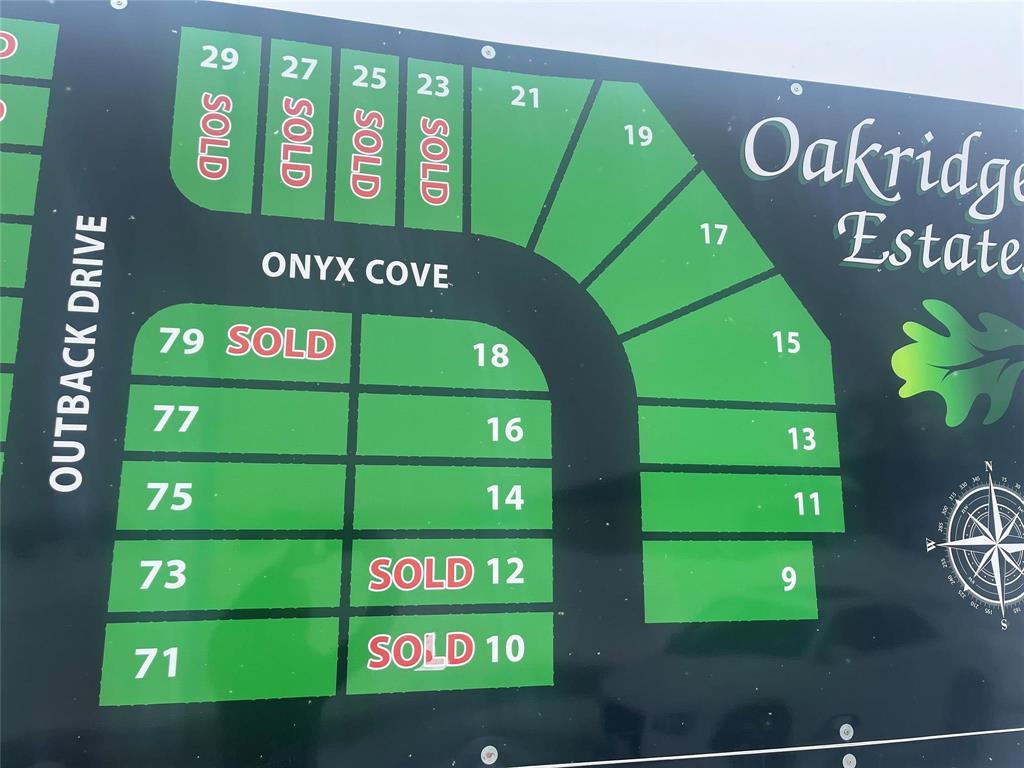 29 27 25 23 21
SOLD SOLD SOLD SOLD
19
17
15
13
11
9
Oakridge
Estates
ONYX COVE
OUTBACK DRIVE
79 SOLD 18
77 16
75 14
73 SOLD 12
71 SOLD 10
N
W
S